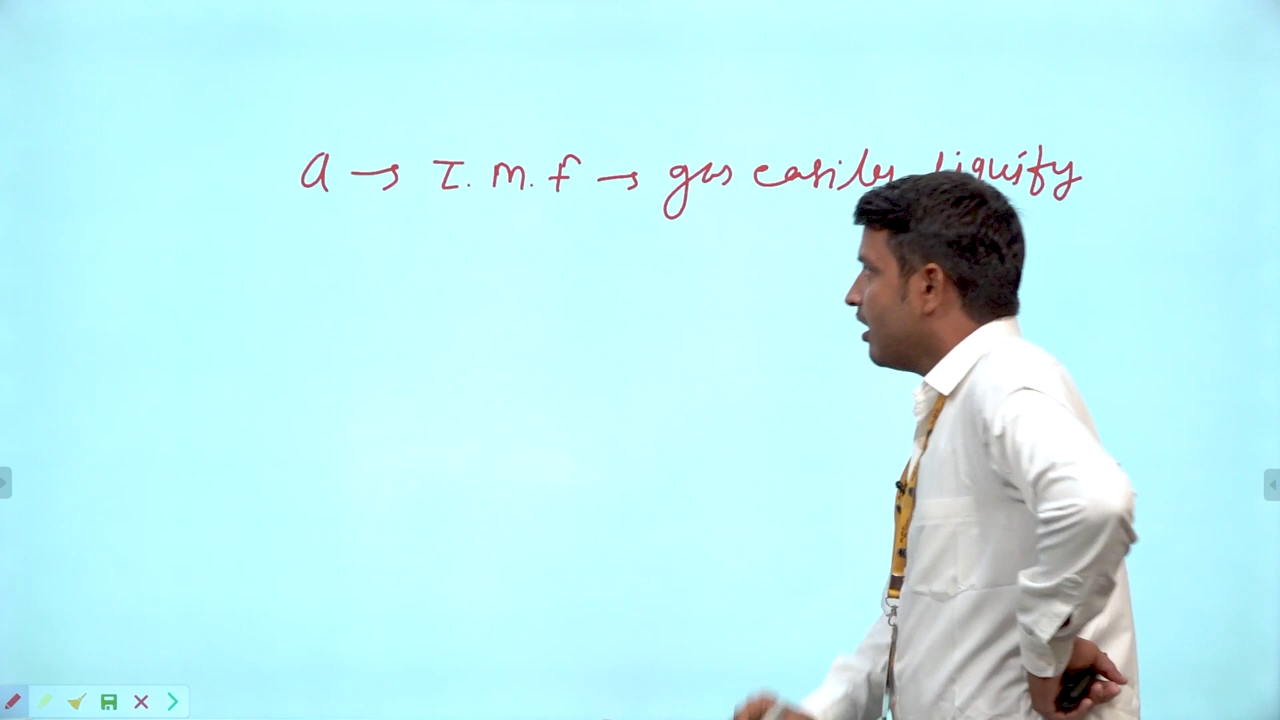 a → I. M. f → gas easily liquify